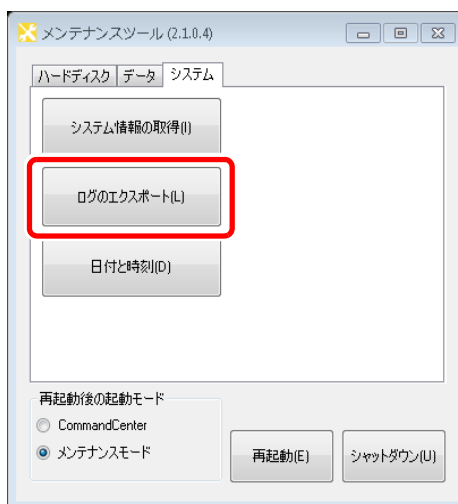 メンテナンスツール (2.1.0.4)
ハードディスク データ システム
システム情報の取得(I)
ログのエクスポート(L)
日付と時刻(D)
再起動後の起動モード
CommandCenter
メンテナンスモード
再起動(E) シャットダウン(U)